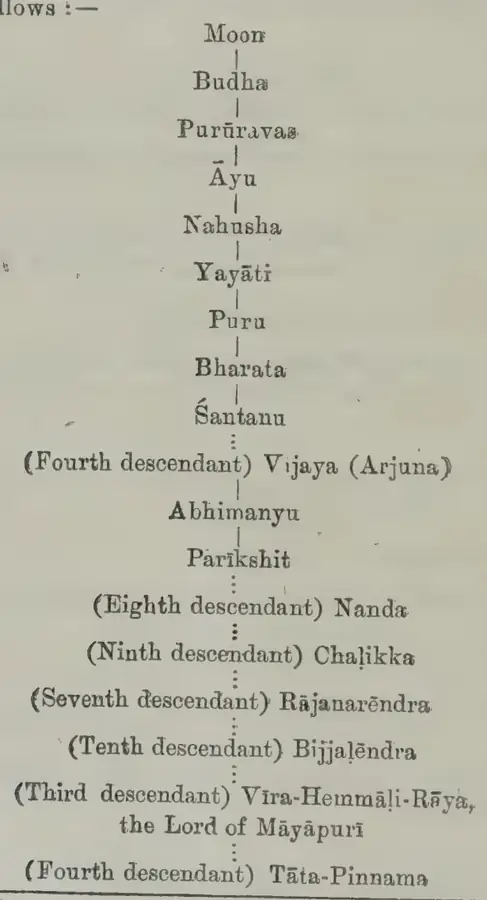 llows :—
Moon
Budha
Purūravas
Āyu
Nahusha
Yayāti
Puru
Bharata
Śantanu
(Fourth descendant) Vijaya (Arjuna)
Abhimanyu
Parīkshit
(Eighth descendant) Nanda
(Ninth descendant) Chaḷikka
(Seventh descendant) Rājanarēndra
(Tenth descendant) Bijjaḷēndra
(Third descendant) Vīra-Hemmāḷi-Rāya,
the Lord of Māyāpurī
(Fourth descendant) Tāta-Pinnama